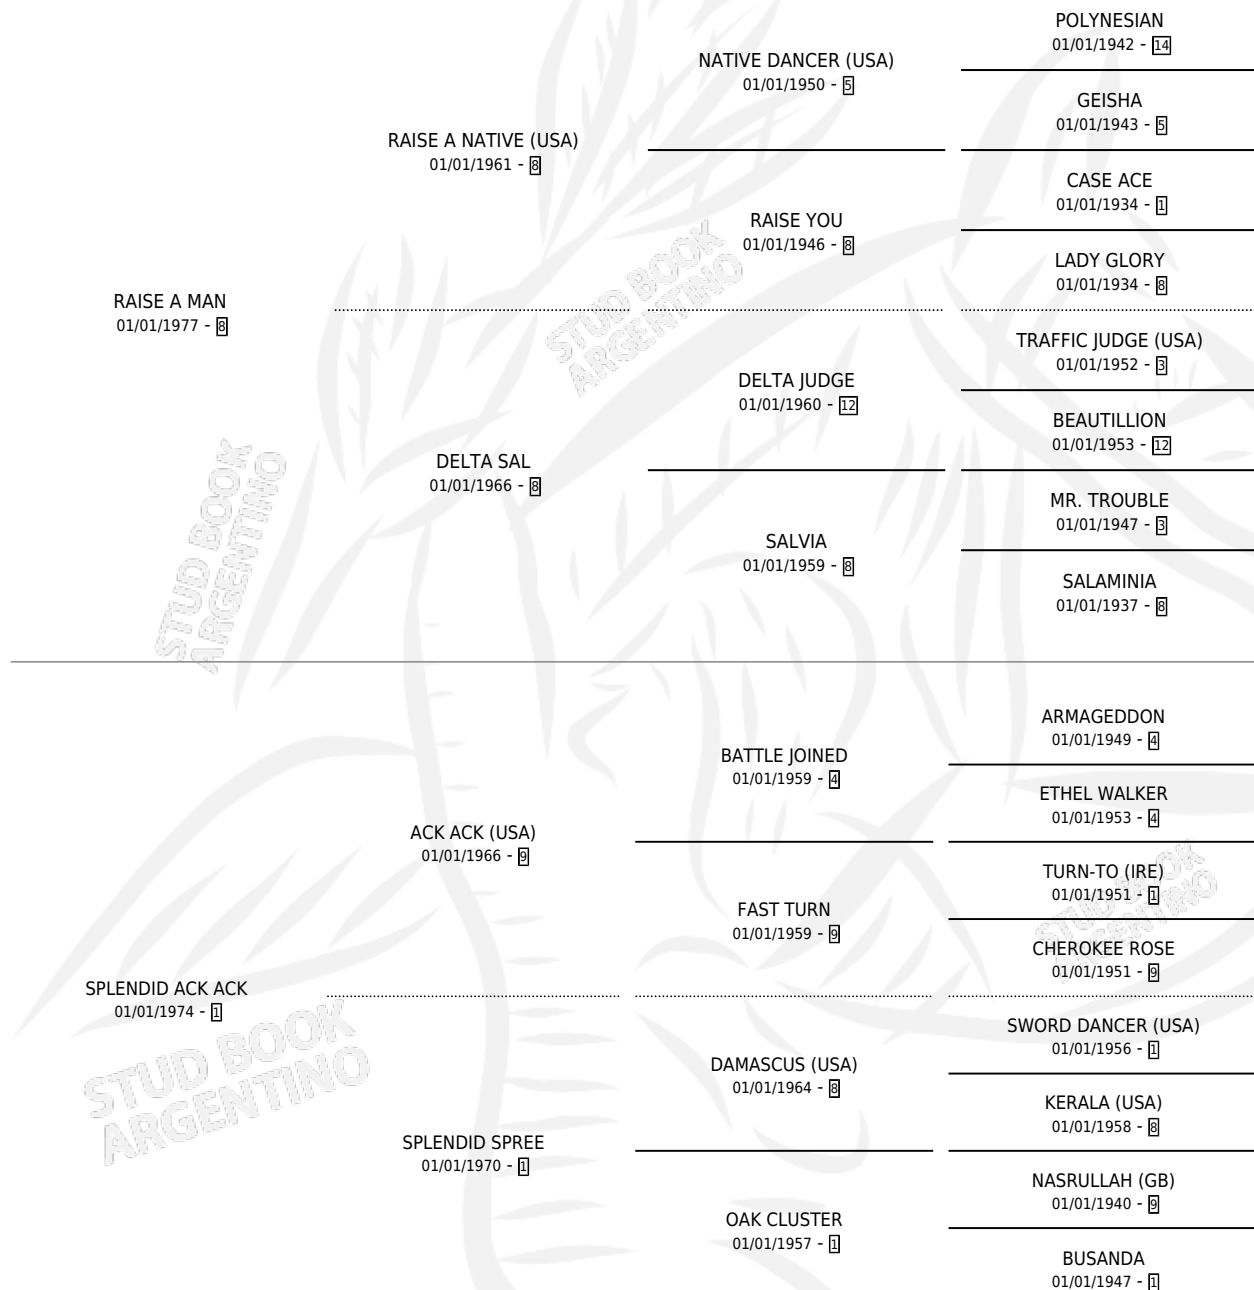 POLYNESIAN
01/01/1942 - 14
NATIVE DANCER (USA)
01/01/1950 - 5
GEISHA
01/01/1943 - 5
RAISE A NATIVE (USA)
01/01/1961 - 8
CASE ACE
01/01/1934 - 1
RAISE YOU
01/01/1946 - 8
LADY GLORY
01/01/1934 - 8
RAISE A MAN
01/01/1977 - 8
TRAFFIC JUDGE (USA)
01/01/1952 - 3
DELTA JUDGE
01/01/1960 - 12
BEAUTILLION
01/01/1953 - 12
DELTA SAL
01/01/1966 - 8
MR. TROUBLE
01/01/1947 - 3
SALVIA
01/01/1959 - 8
SALAMINIA
01/01/1937 - 8
ARMAGEDDON
01/01/1949 - 4
BATTLE JOINED
01/01/1959 - 4
ETHEL WALKER
01/01/1953 - 4
ACK ACK (USA)
01/01/1966 - 9
TURN-TO (IRE)
01/01/1951 - 1
FAST TURN
01/01/1959 - 9
CHEROKEE ROSE
01/01/1951 - 9
SPLENDID ACK ACK
01/01/1974 - 1
SWORD DANCER (USA)
01/01/1956 - 1
DAMASCUS (USA)
01/01/1964 - 8
KERALA (USA)
01/01/1958 - 8
SPLENDID SPREE
01/01/1970 - 1
NASRULLAH (GB)
01/01/1940 - 9
OAK CLUSTER
01/01/1957 - 1
BUSANDA
01/01/1947 - 1
STUD BOOK
ARGENTINO
STUD BOOK
ARGENTINO
STUD BOOK
ARGENTINO
STUD BOOK
ARGENTINO